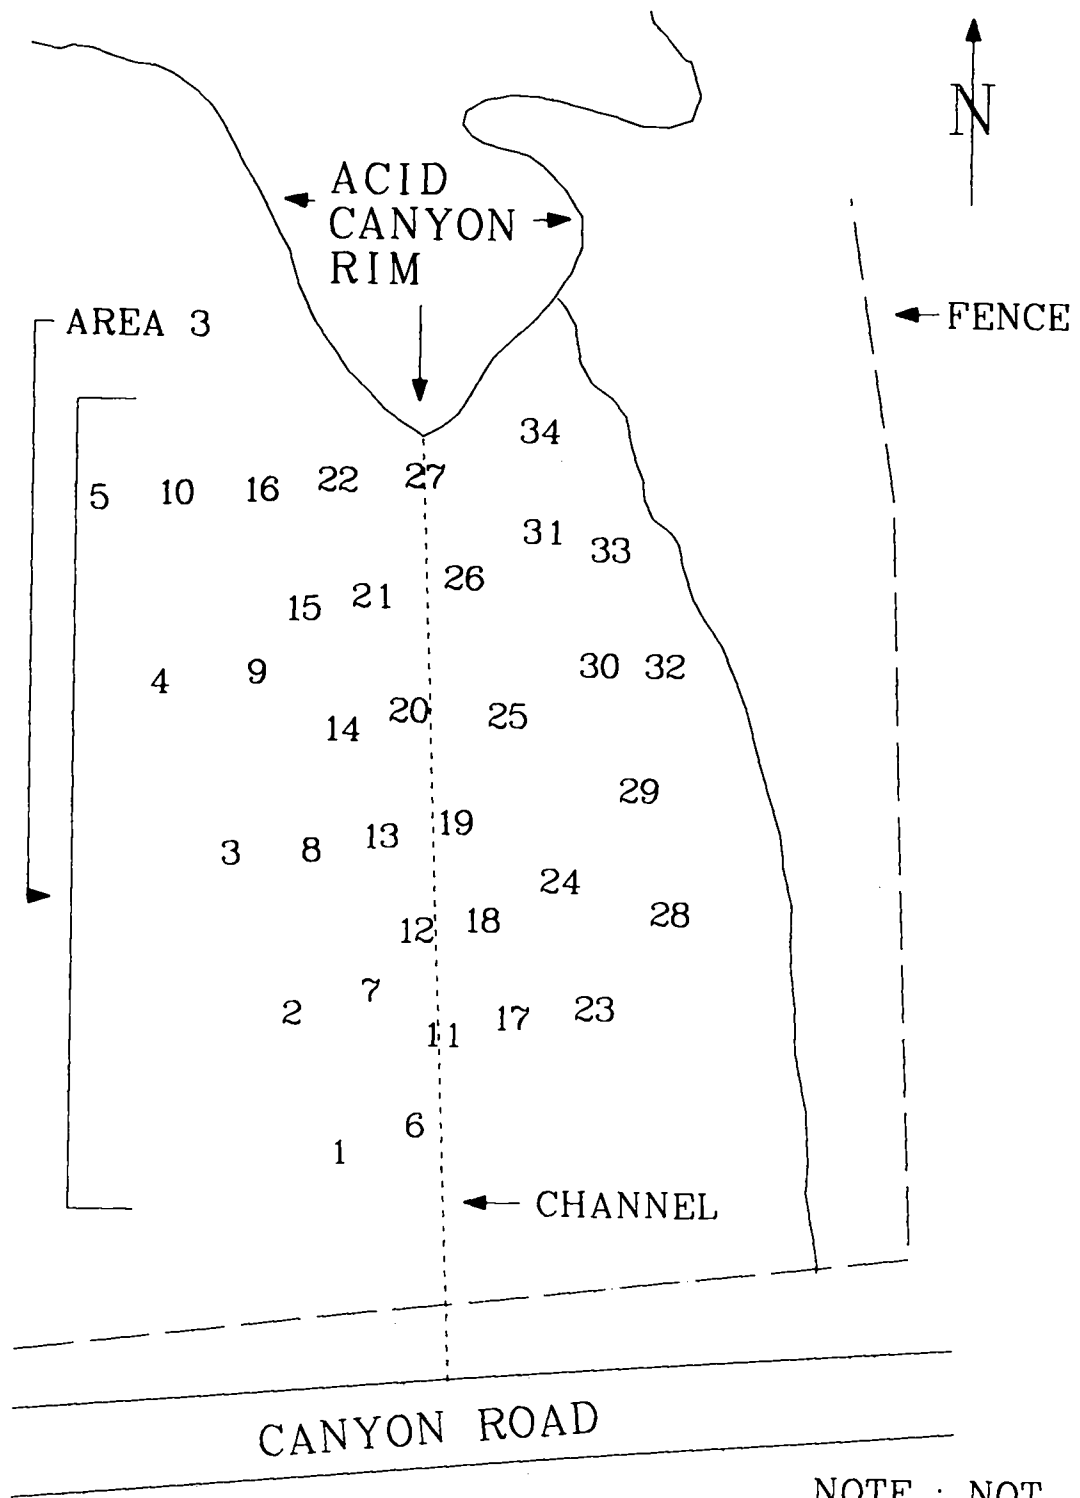 N
ACID
CANYON
RIM
AREA 3
FENCE
34
5 10 16 22 27
31 33
26
15 21
4 9
30 32
14 20 25
29
3 8 13 19
24
12 18 28
2 7
11 17 23
1 6
CHANNEL
CANYON ROAD
NOTE : NOT